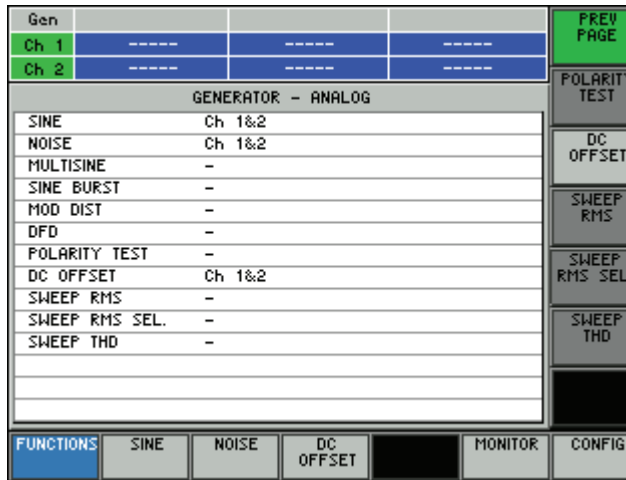 Gen
Ch 1 ----- ----- -----
Ch 2 ----- ----- -----
GENERATOR - ANALOG
SINE Ch 1&2
NOISE Ch 1&2
MULTISINE -
SINE BURST -
MOD DIST -
DFD -
POLARITY TEST -
DC OFFSET Ch 1&2
SWEEP RMS -
SWEEP RMS SEL. -
SWEEP THD -
PREV
PAGE
POLARITY
TEST
DC
OFFSET
SWEEP
RMS
SWEEP
RMS SEL
SWEEP
THD
FUNCTIONS SINE NOISE DC OFFSET MONITOR CONFIG